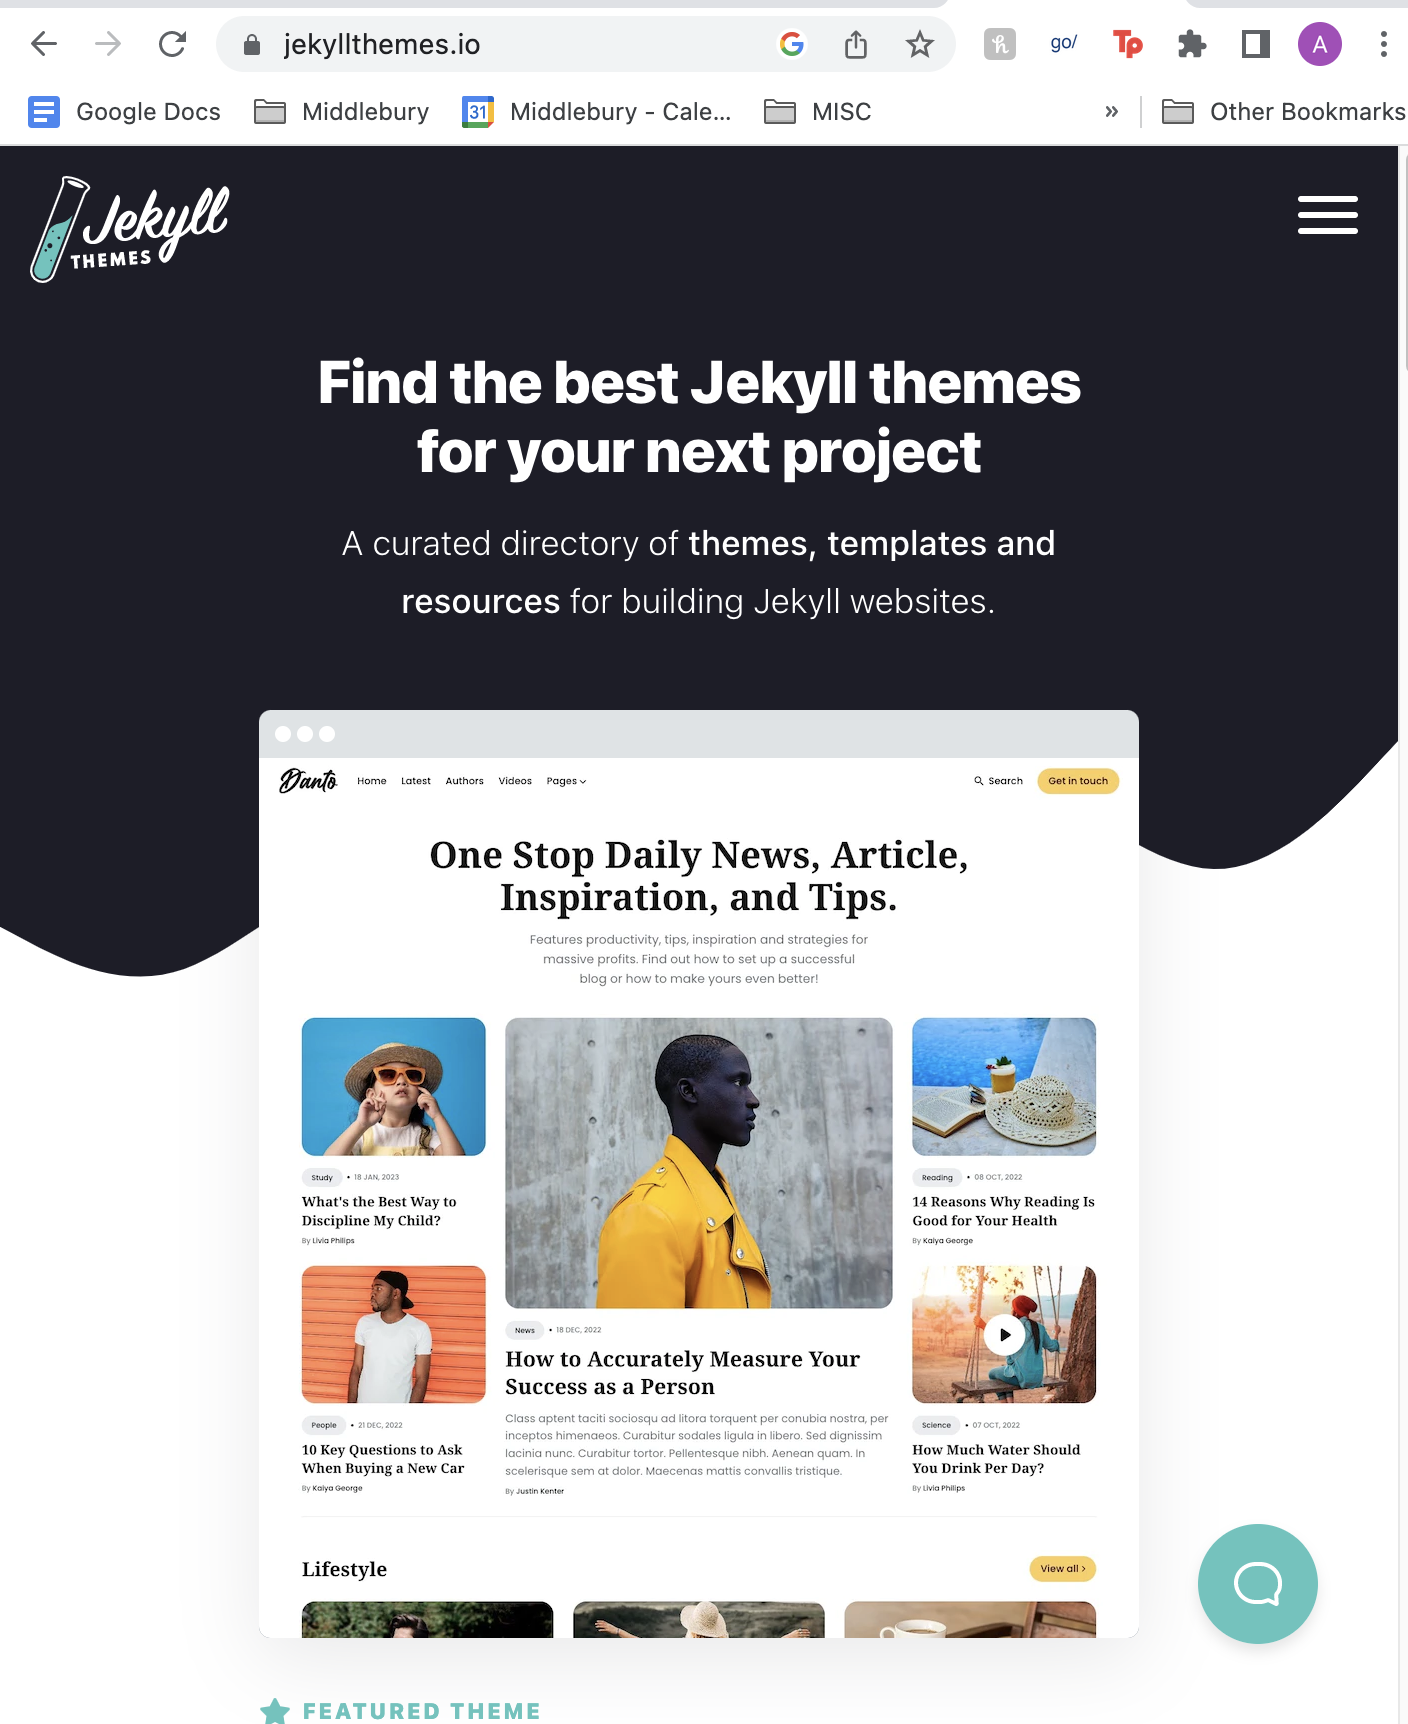 jekyllthemes.io
go/
Tp
A
Google Docs
Middlebury
31
Middlebury - Cale...
MISC
»
Other Bookmarks
Jekyll
THEMES
Find the best Jekyll themes
for your next project
A curated directory of themes, templates and
resources for building Jekyll websites.
Danto
Home
Latest
Authors
Videos
Pages
Search
Get in touch
One Stop Daily News, Article,
Inspiration, and Tips.
Features productivity, tips, inspiration and strategies for
massive profits. Find out how to set up a successful
blog or how to make yours even better!
Study • 18 JAN, 2023
What's the Best Way to
Discipline My Child?
By Livia Philips
People • 21 DEC, 2022
10 Key Questions to Ask
When Buying a New Car
By Kaiya George
News • 18 DEC, 2022
How to Accurately Measure Your
Success as a Person
Class aptent taciti sociosqu ad litora torquent per conubia nostra, per
inceptos himenaeos. Curabitur sodales ligula in libero. Sed dignissim
lacinia nunc. Curabitur tortor. Pellentesque nibh. Aenean quam. In
scelerisque sem at dolor. Maecenas mattis convallis tristique.
By Justin Kenter
Reading • 08 OCT, 2022
14 Reasons Why Reading Is
Good for Your Health
By Kaiya George
Science • 07 OCT, 2022
How Much Water Should
You Drink Per Day?
By Livia Philips
Lifestyle
View all ›
FEATURED THEME